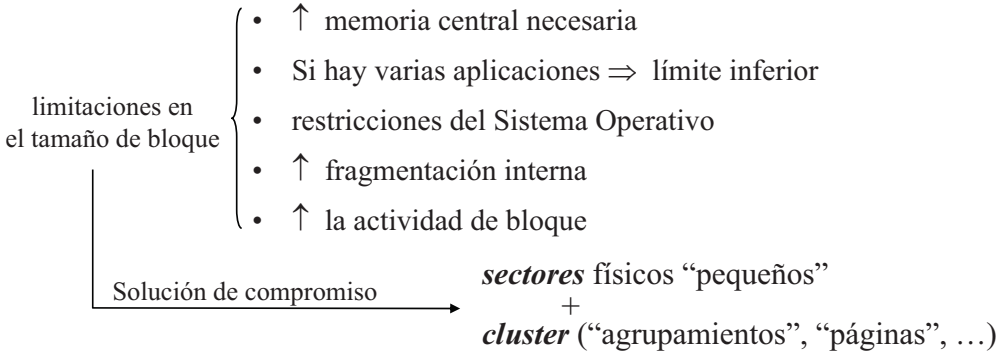 • ↑ memoria central necesaria
• Si hay varias aplicaciones ⇒ límite inferior
limitaciones en
el tamaño de bloque
• restricciones del Sistema Operativo
• ↑ fragmentación interna
• ↑ la actividad de bloque
Solución de compromiso
sectores físicos “pequeños”
+
cluster (“agrupamientos”, “páginas”, …)